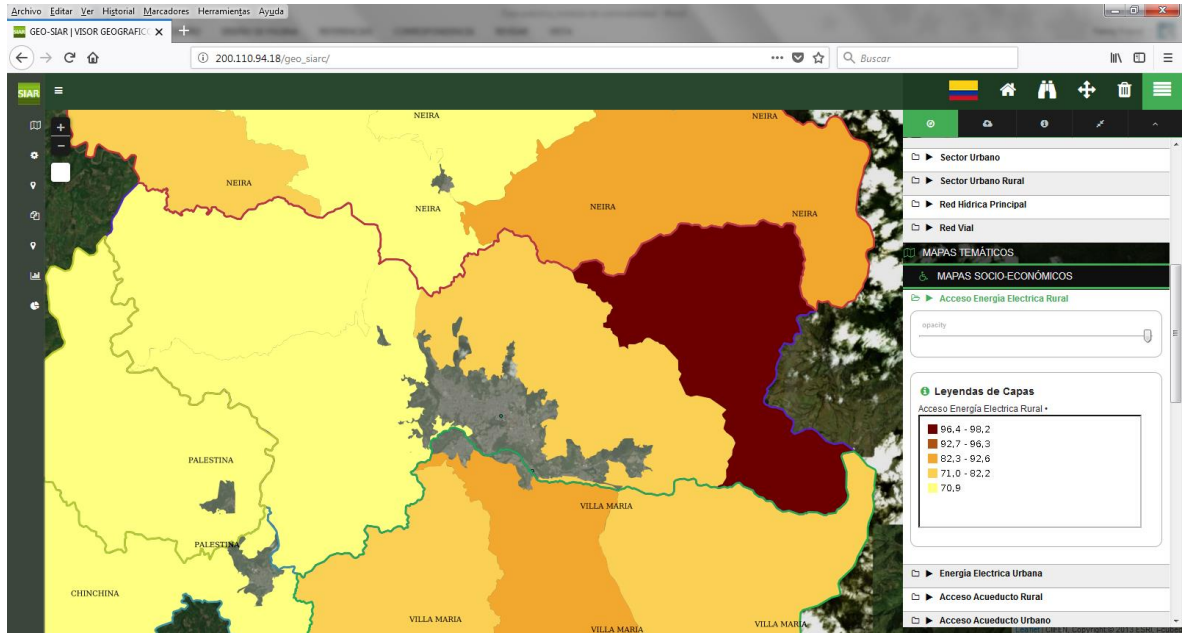 Archivo Editar Ver Historial Marcadores Herramientas Ayuda
SIAR GEO-SIAR | VISOR GEOGRAFICO
200.110.94.18/geo_siarc/
Buscar
SIAR
NEIRA
NEIRA
NEIRA
NEIRA
NEIRA
NEIRA
PALESTINA
VILLA MARIA
PALESTINA
CHINCHINA
VILLA MARIA
VILLA MARIA
VILLA MARIA
Sector Urbano
Sector Urbano Rural
Red Hidrica Principal
Red Vial
MAPAS TEMÁTICOS
MAPAS SOCIO-ECONÓMICOS
Acceso Energia Electrica Rural
opacity
Leyendas de Capas
Acceso Energía Electrica Rural •
96,4 - 98,2
92,7 - 96,3
82,3 - 92,6
71,0 - 82,2
70,9
Energia Electrica Urbana
Acceso Acueducto Rural
Acceso Acueducto Urbano